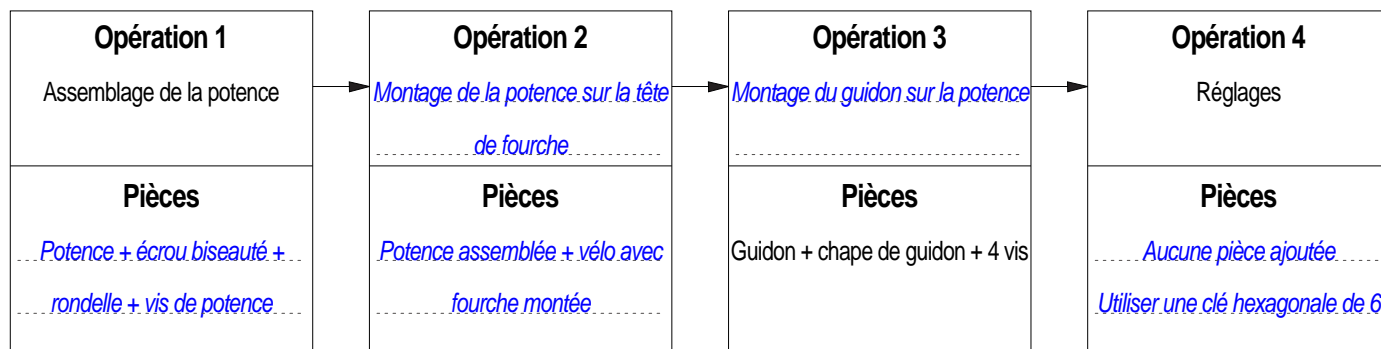 Opération 1
Assemblage de la potence
Pièces
Potence + écrou biseauté +
rondelle + vis de potence
Opération 2
Montage de la potence sur la tête
de fourche
Pièces
Potence assemblée + vélo avec
fourche montée
Opération 3
Montage du guidon sur la potence
Pièces
Guidon + chape de guidon + 4 vis
Opération 4
Réglages
Pièces
Aucune pièce ajoutée
Utiliser une clé hexagonale de 6